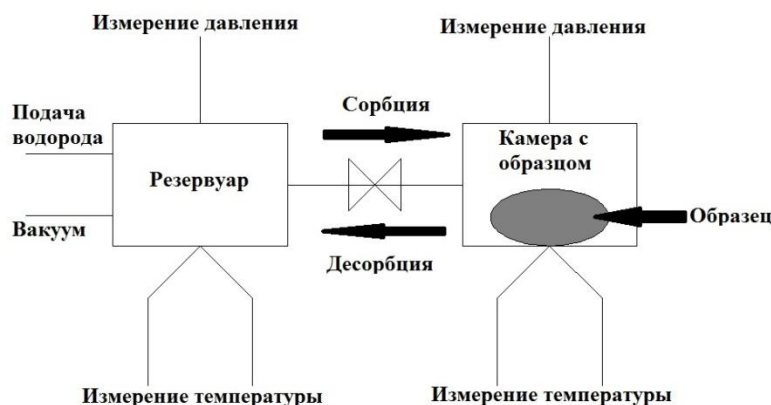 Измерение давления
Измерение давления
Подача
водорода
Сорбция
Камера с
образцом
Резервуар
Образец
Вакуум
Десорбция
Измерение температуры
Измерение температуры